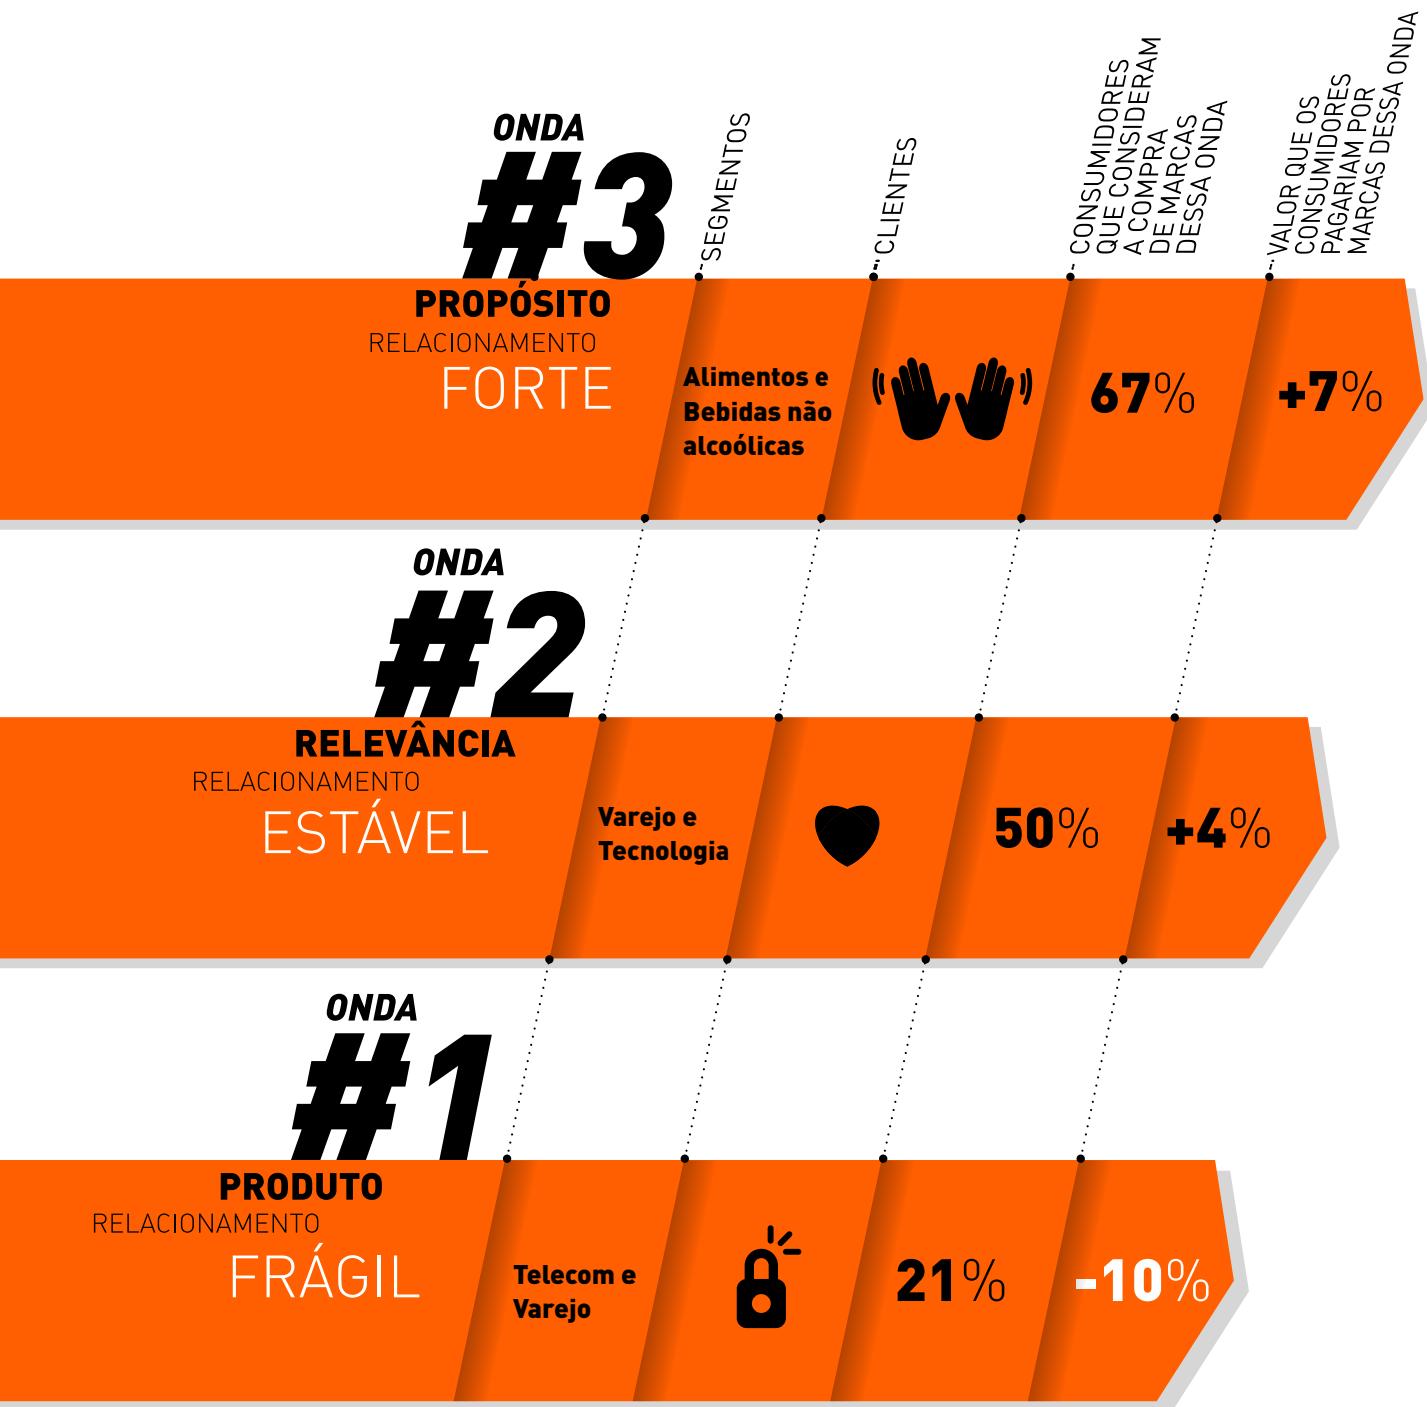 ONDA
#3
SEGMENTOS
CLIENTES
CONSUMIDORES
QUE CONSIDERAM
A COMPRA
DE MARCAS
DESSA ONDA
VALOR QUE OS
CONSUMIDORES
PAGARIAM POR
MARCAS DESSA ONDA
PROPÓSITO
RELACIONAMENTO
FORTE
Alimentos e
Bebidas não
alcoólicas
67%
+7%
ONDA
#2
RELEVÂNCIA
RELACIONAMENTO
ESTÁVEL
Varejo e
Tecnologia
50%
+4%
ONDA
#1
PRODUTO
RELACIONAMENTO
FRÁGIL
Telecom e
Varejo
21%
-10%